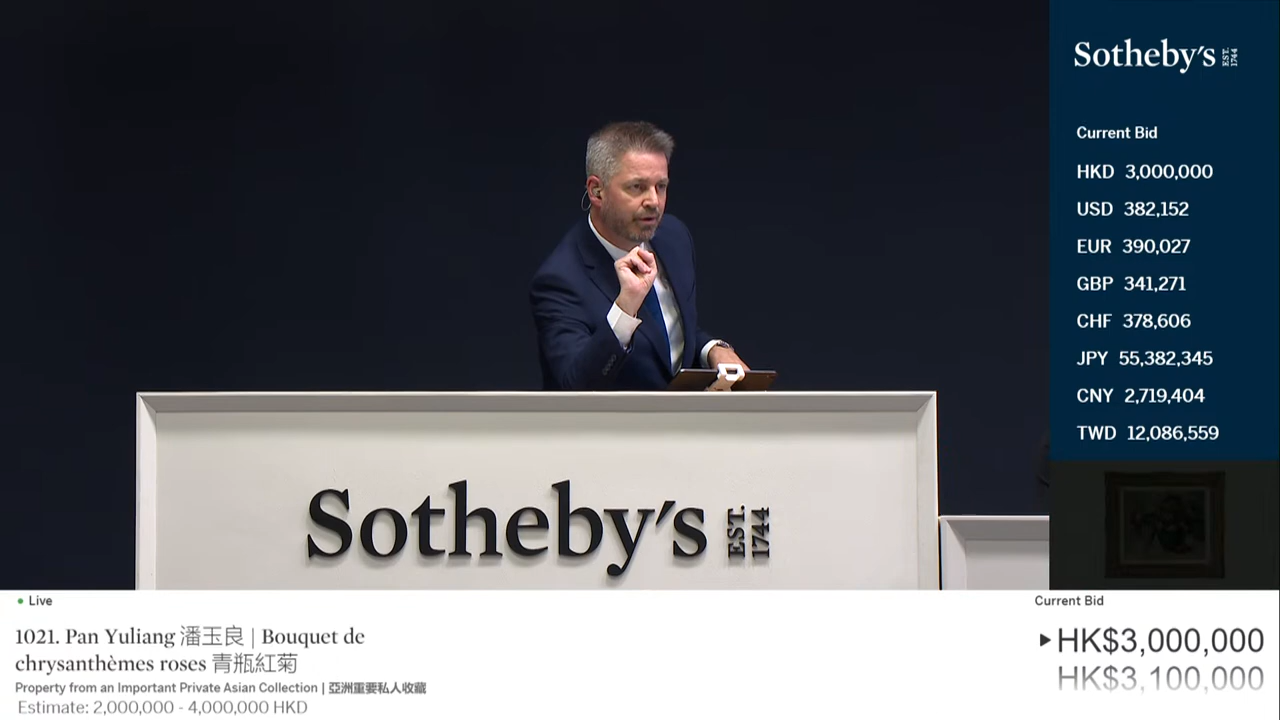 Sotheby's EST. 1744
Current Bid
HKD 3,000,000
USD 382,152
EUR 390,027
GBP 341,271
CHF 378,606
JPY 55,382,345
CNY 2,719,404
TWD 12,086,559
Sotheby's EST. 1744
Live
Current Bid
1021. Pan Yuliang 潘玉良 | Bouquet de
chrysanthèmes roses 青瓶紅菊
HK$3,000,000
HK$3,100,000
Property from an Important Private Asian Collection | 亞洲重要私人收藏
Estimate: 2,000,000 - 4,000,000 HKD